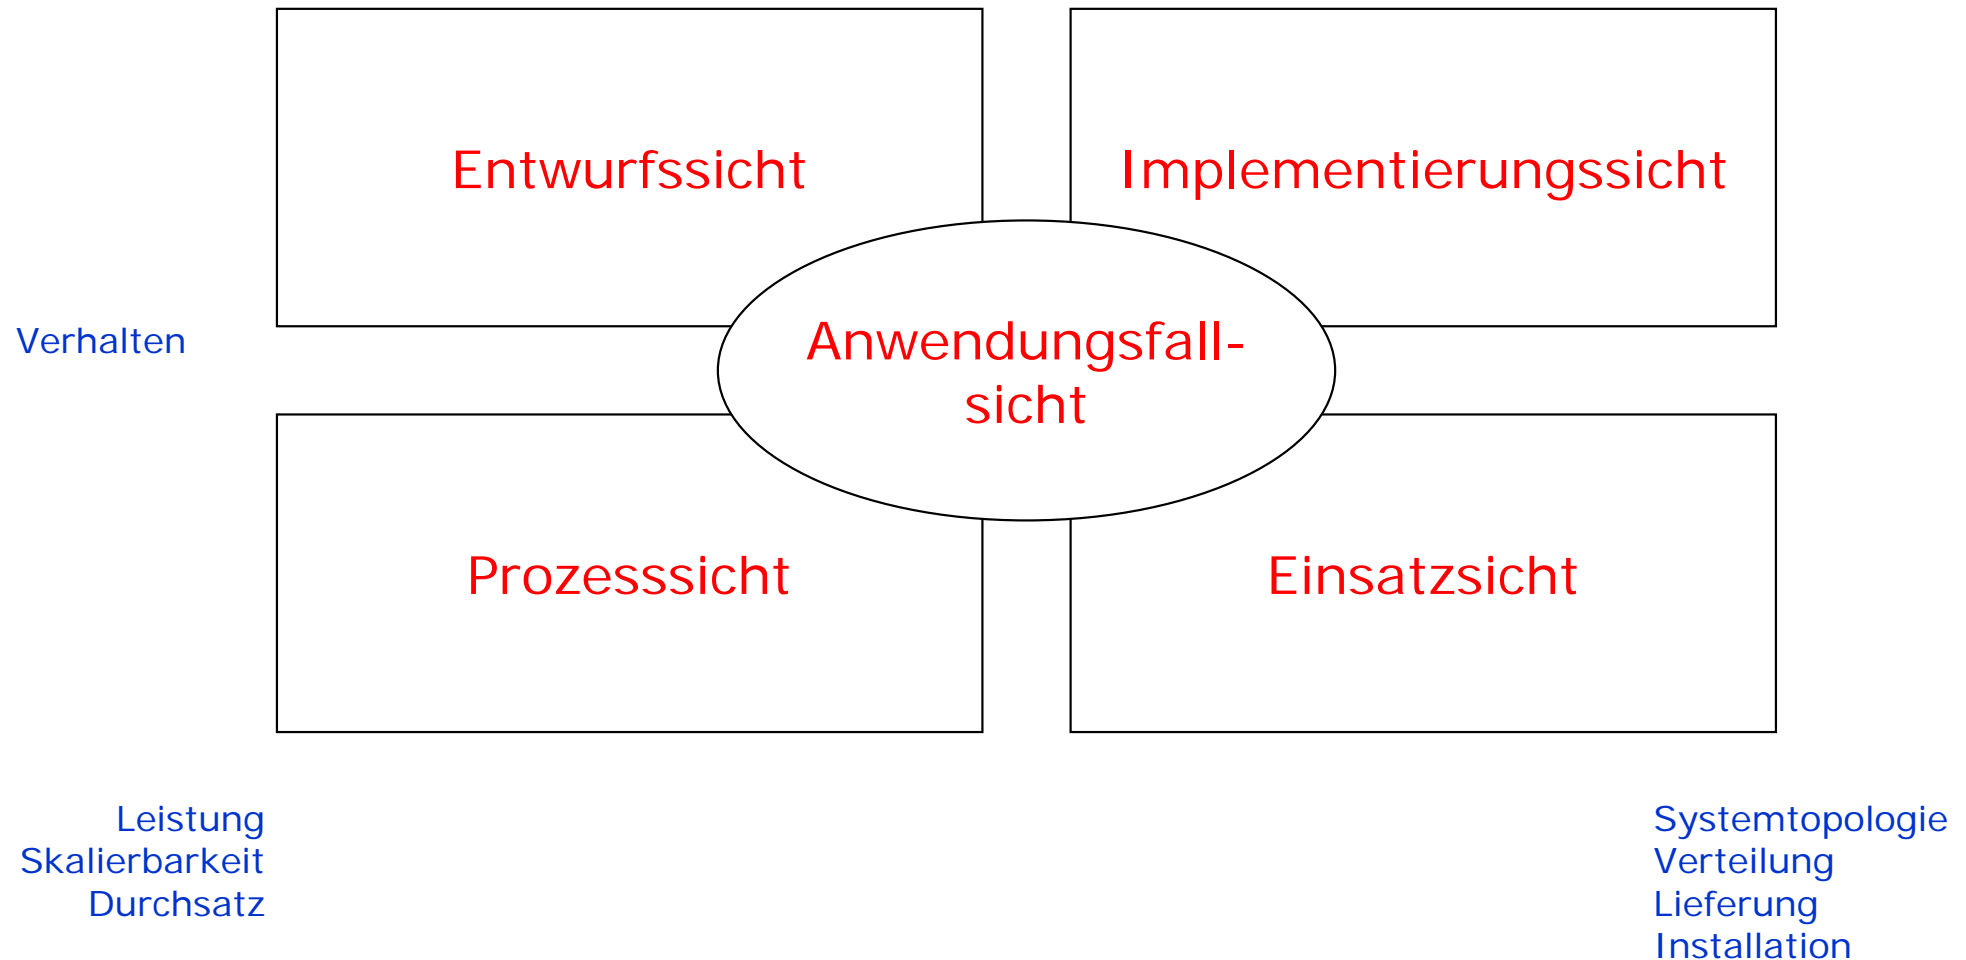 Entwurfssicht
Implementierungssicht
Verhalten
Anwendungsfall-
sicht
Prozesssicht
Einsatzsicht
Leistung
Skalierbarkeit
Durchsatz
Systemtopologie
Verteilung
Lieferung
Installation